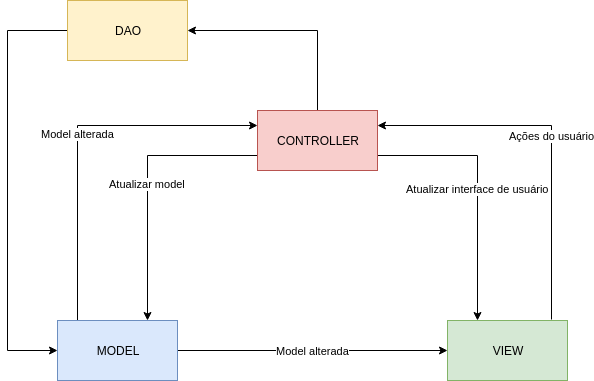 DAO
Model alterada
CONTROLLER
Ações do usuário
Atualizar model
Atualizar interface de usuário
MODEL
Model alterada
VIEW